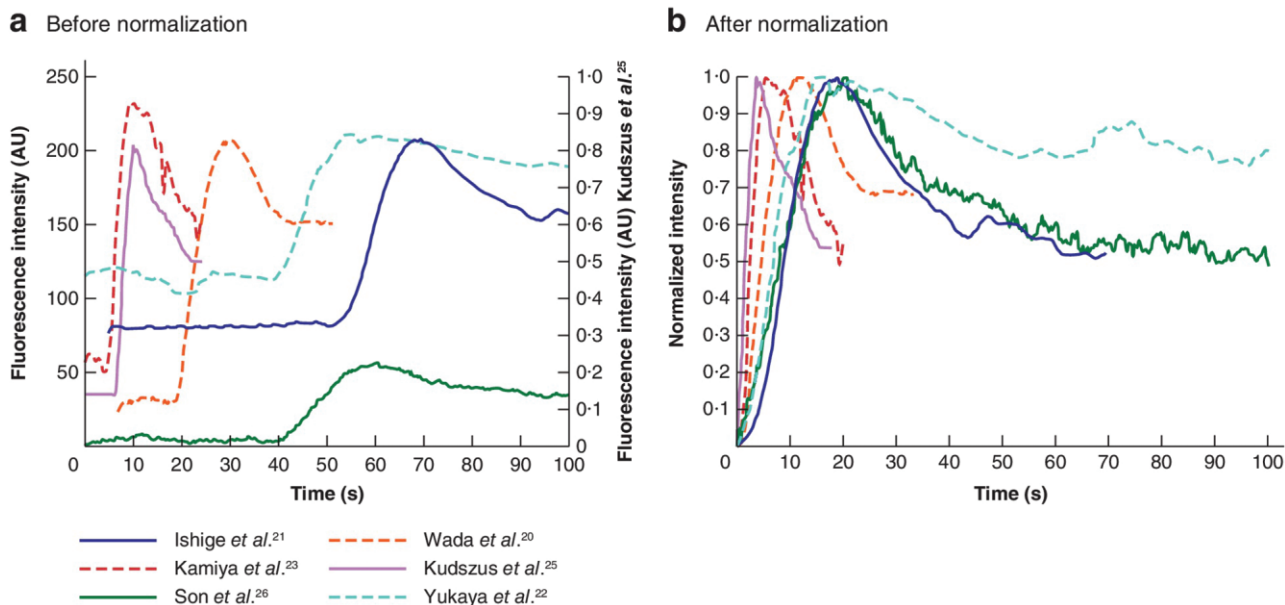 a Before normalization
Fluorescence intensity (AU)
250
200
150
100
50
1·0
0·9
0·8
0·7
0·6
0·5
0·4
0·3
0·2
0·1
0
Fluorescence intensity (AU) Kudszus et al.25
0 10 20 30 40 50 60 70 80 90 100
Time (s)
b After normalization
Normalized intensity
1·0
0·9
0·8
0·7
0·6
0·5
0·4
0·3
0·2
0·1
0 10 20 30 40 50 60 70 80 90 100
Time (s)
Ishige et al.21
Kamiya et al.23
Son et al.26
Wada et al.20
Kudszus et al.25
Yukaya et al.22